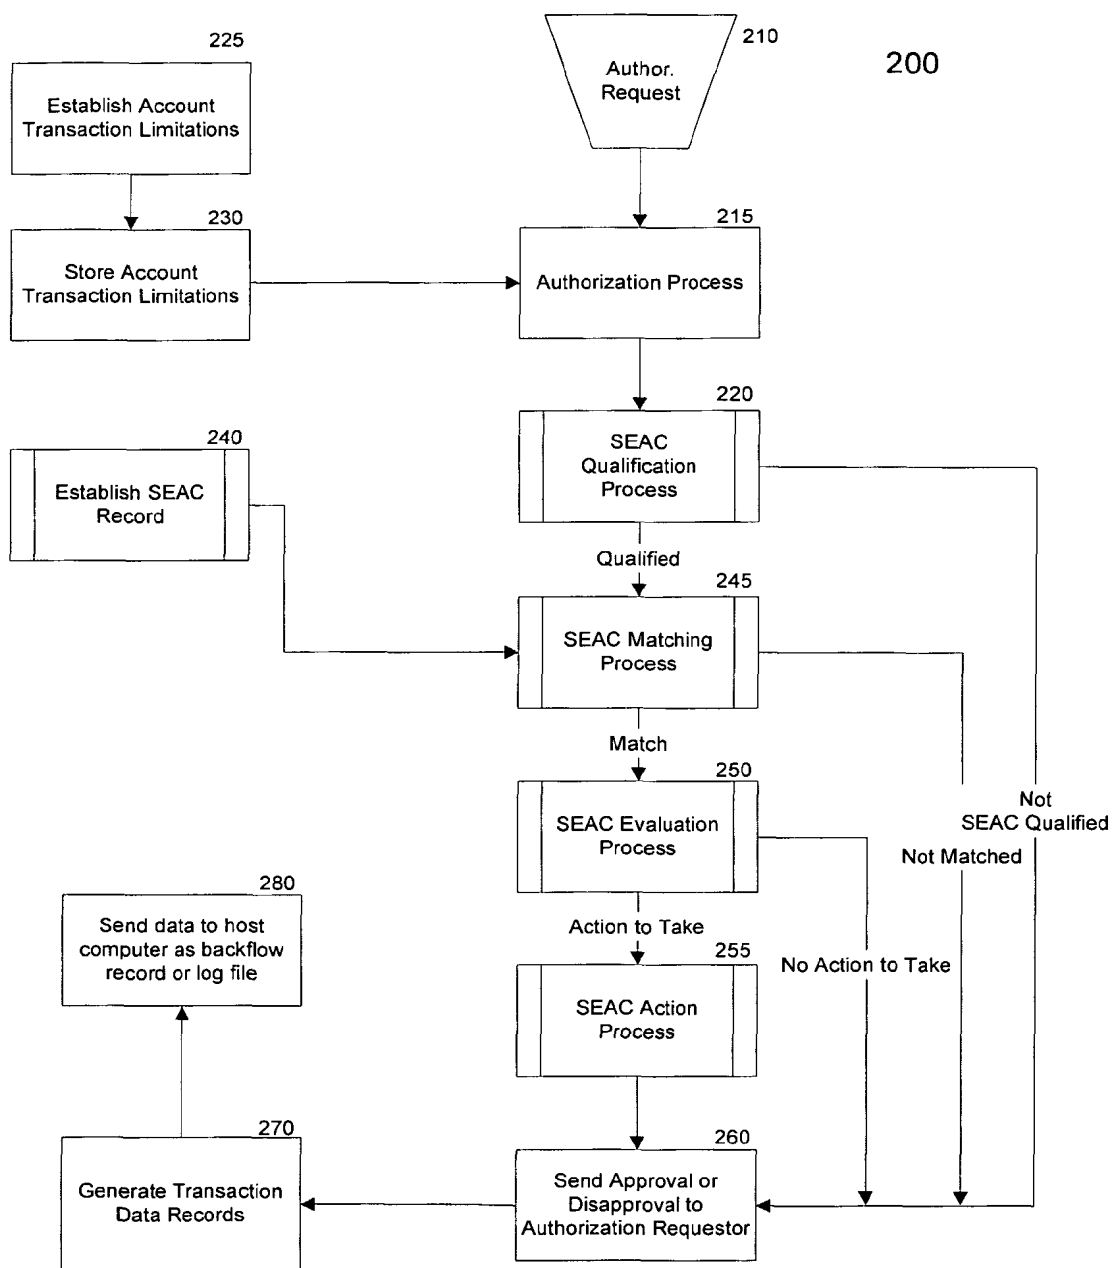 225
Establish Account
Transaction Limitations
210
Author.
Request
200
230
Store Account
Transaction Limitations
215
Authorization Process
220
SEAC
Qualification
Process
240
Establish SEAC
Record
Qualified
245
SEAC Matching
Process
Match
250
SEAC Evaluation
Process
Not
SEAC Qualified
Not Matched
Action to Take
No Action to Take
280
Send data to host
computer as backflow
record or log file
255
SEAC Action
Process
270
Generate Transaction
Data Records
260
Send Approval or
Disapproval to
Authorization Requestor